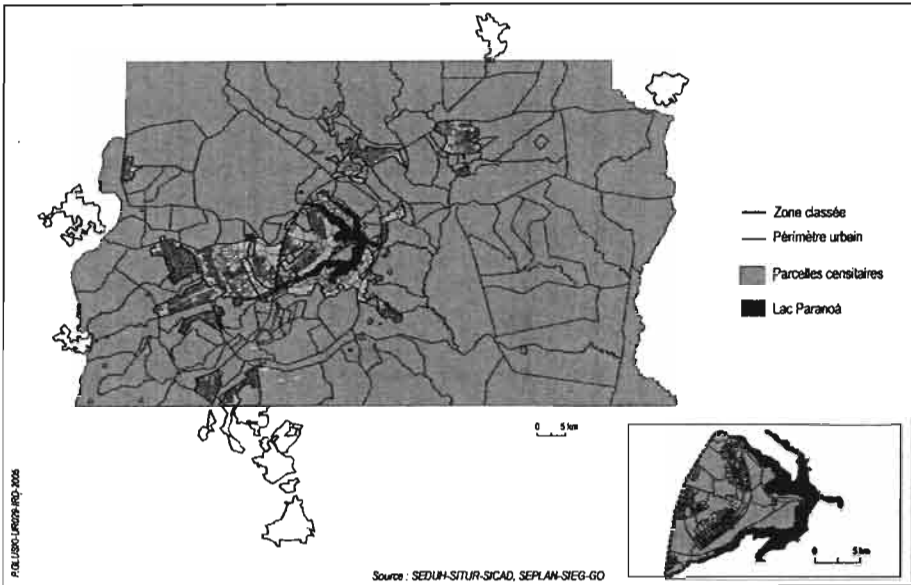 Zone classée
Périmètre urbain
Parcelles censitaires
Lac Paranoà
0 5 km
0 5 km
Source : SEDUH-SITUR-SICAD, SEPLAN-SIEG-GO